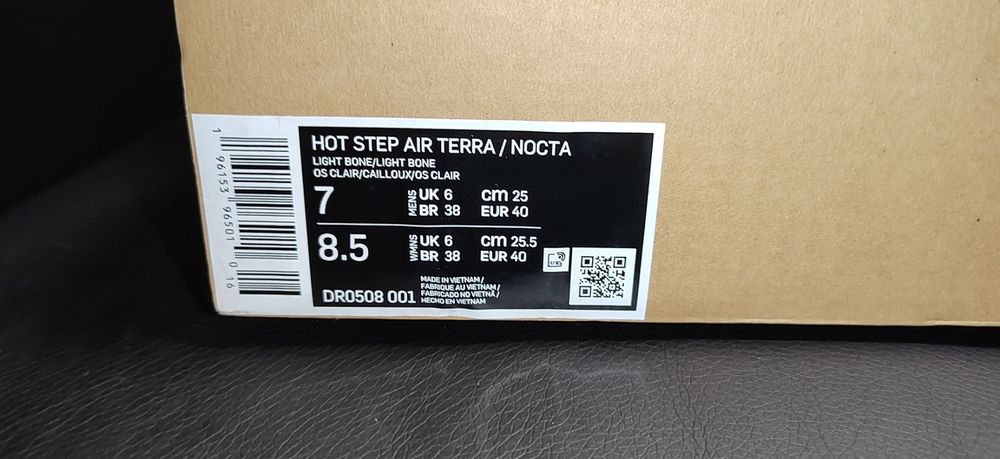 1 96153 96501 0 16
HOT STEP AIR TERRA / NOCTA
LIGHT BONE/LIGHT BONE
OS CLAIR/CAILLOUX/OS CLAIR
7 MENS UK 6 cm 25
BR 38 EUR 40
8.5 WMNS UK 6 cm 25.5
BR 38 EUR 40
DR0508 001
MADE IN VIETNAM /
FABRIQUE AU VIETNAM /
FABRICADO NO VIETNÃ /
HECHO EN VIETNAM